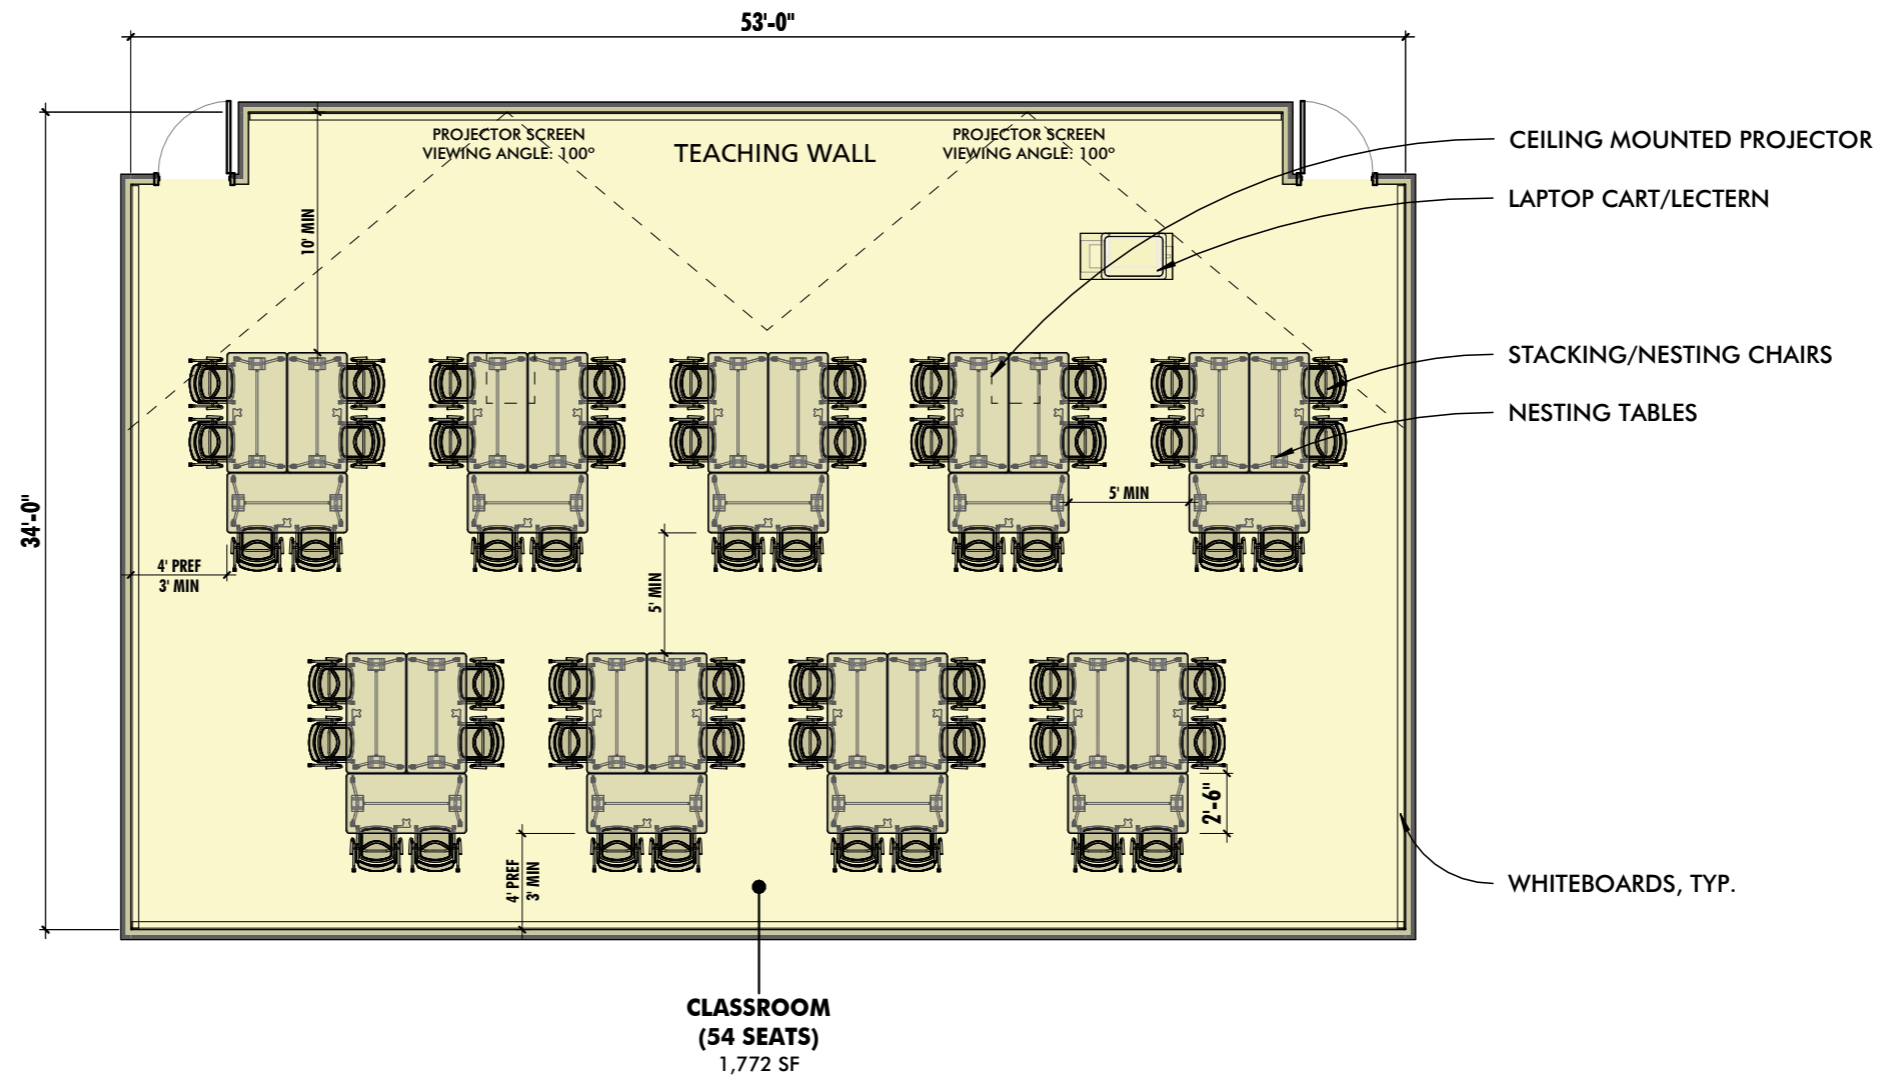 53'-0"
PROJECTOR SCREEN
VIEWING ANGLE: 100º
TEACHING WALL
PROJECTOR SCREEN
VIEWING ANGLE: 100º
CEILING MOUNTED PROJECTOR
LAPTOP CART/LECTERN
10' MIN
STACKING/NESTING CHAIRS
NESTING TABLES
34'-0"
5' MIN
4' PREF
3' MIN
5' MIN
2'-6"
4' PREF
3' MIN
WHITEBOARDS, TYP.
CLASSROOM
(54 SEATS)
1,772 SF